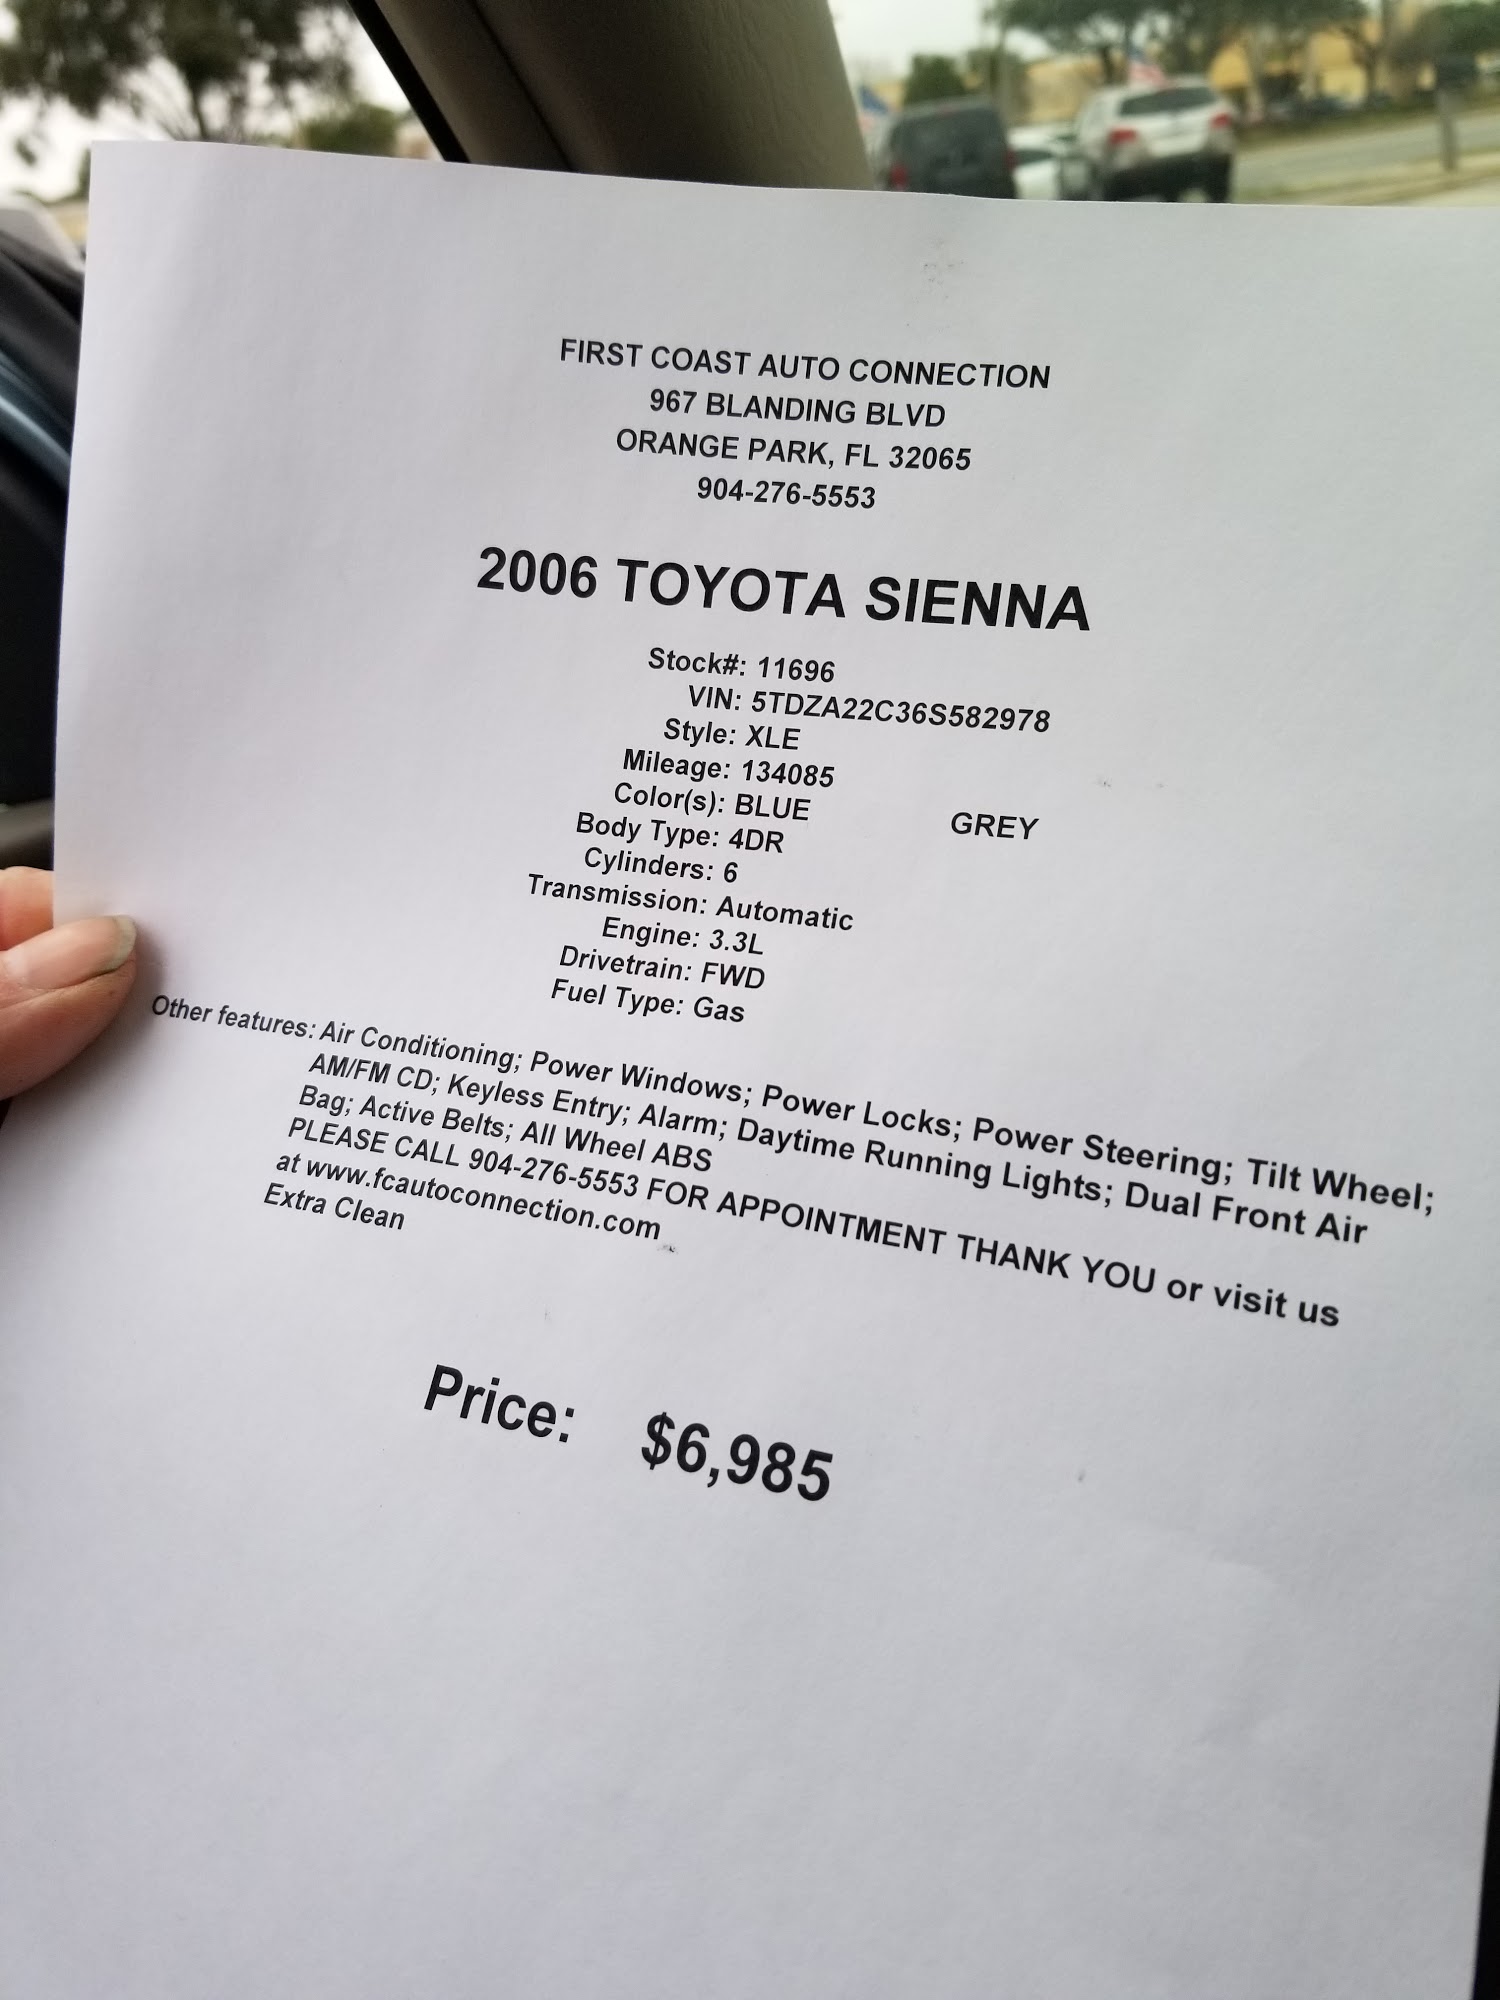 FIRST COAST AUTO CONNECTION
967 BLANDING BLVD
ORANGE PARK, FL 32065
904-276-5553
2006 TOYOTA SIENNA
Stock#: 11696
VIN: 5TDZA22C36S582978
Style: XLE
Mileage: 134085
Color(s): BLUE GREY
Body Type: 4DR
Cylinders: 6
Transmission: Automatic
Engine: 3.3L
Drivetrain: FWD
Fuel Type: Gas
Other features: Air Conditioning; Power Windows; Power Locks; Power Steering; Tilt Wheel;
AM/FM CD; Keyless Entry; Alarm; Daytime Running Lights; Dual Front Air
Bag; Active Belts; All Wheel ABS
PLEASE CALL 904-276-5553 FOR APPOINTMENT THANK YOU or visit us
at www.fcautoconnection.com
Extra Clean
Price: $6,985